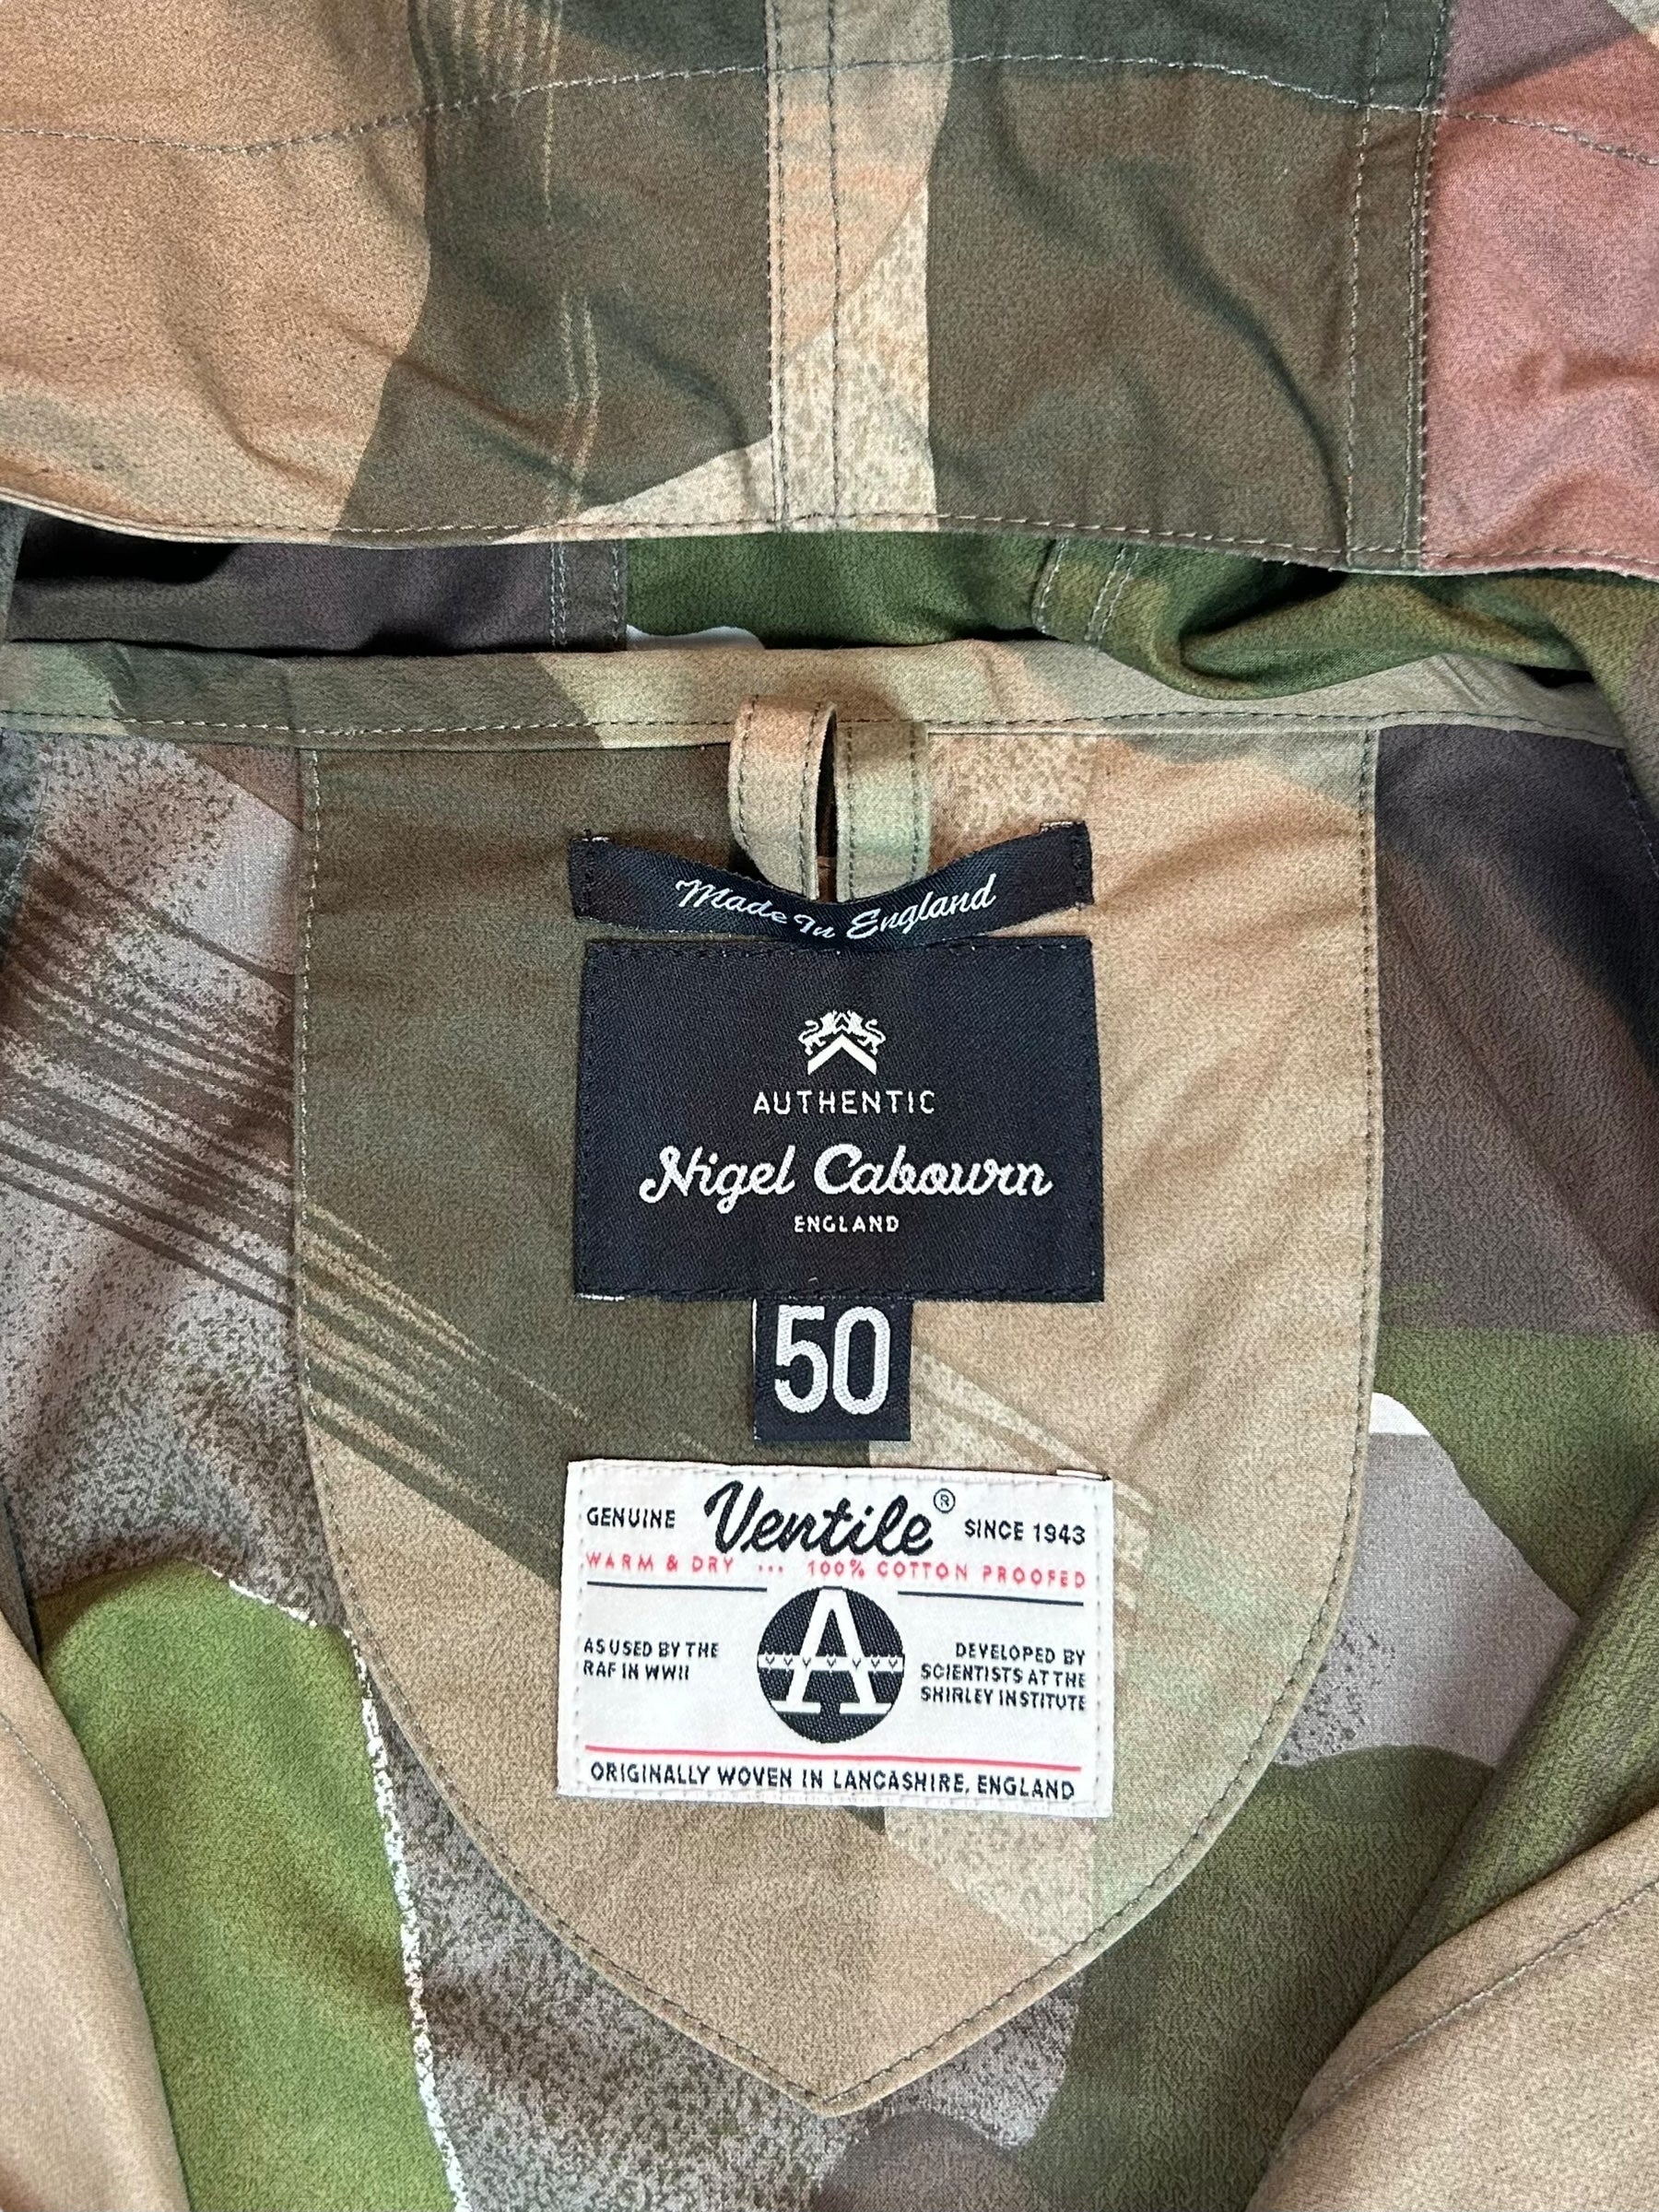 Made In England
AUTHENTIC
Nigel Cabourn
ENGLAND
50
GENUINE Ventile® SINCE 1943
WARM & DRY ... 100% COTTON PROOFED
AS USED BY THE
RAF IN WWII
A
DEVELOPED BY
SCIENTISTS AT THE
SHIRLEY INSTITUTE
ORIGINALLY WOVEN IN LANCASHIRE, ENGLAND